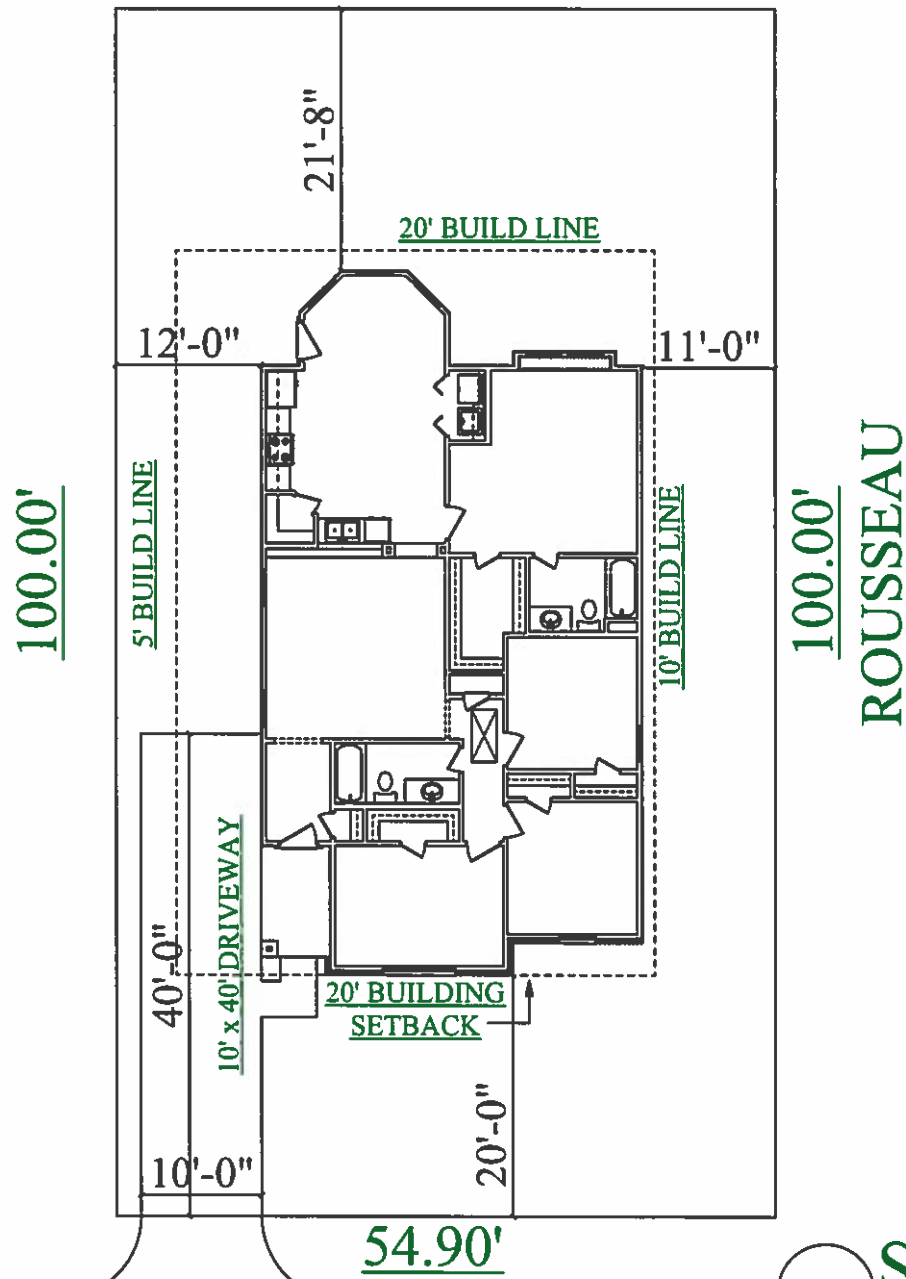 21'-8"
20' BUILD LINE
12'-0"
11'-0"
100.00'
5' BUILD LINE
10' BUILD LINE
100.00'
ROUSSEAU
40'-0"
10' x 40' DRIVEWAY
20' BUILDING
SETBACK
20'-0"
10'-0"
54.90'